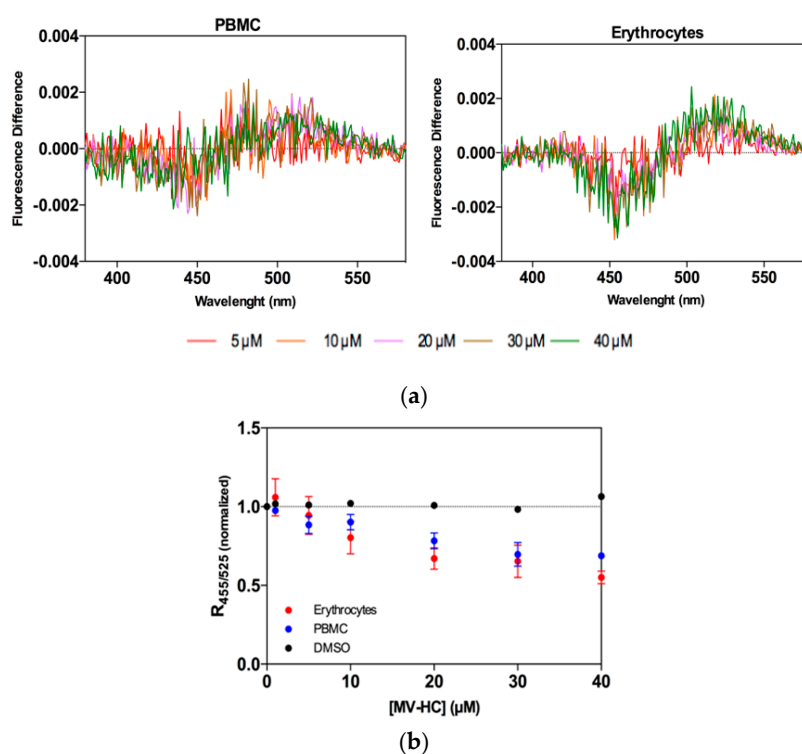 PBMC
Erythrocytes
Fluorescence Difference
0.004
0.002
0.000
-0.002
-0.004
400 450 500 550
Wavelenght (nm)
Fluorescence Difference
0.004
0.002
0.000
-0.002
-0.004
400 450 500 550
Wavelenght (nm)
5 µM 10 µM 20 µM 30 µM 40 µM
(a)
R455/525 (normalized)
1.5
1.0
0.5
0.0
Erythrocytes
PBMC
DMSO
0 10 20 30 40
[MV-HC] (µM)
(b)